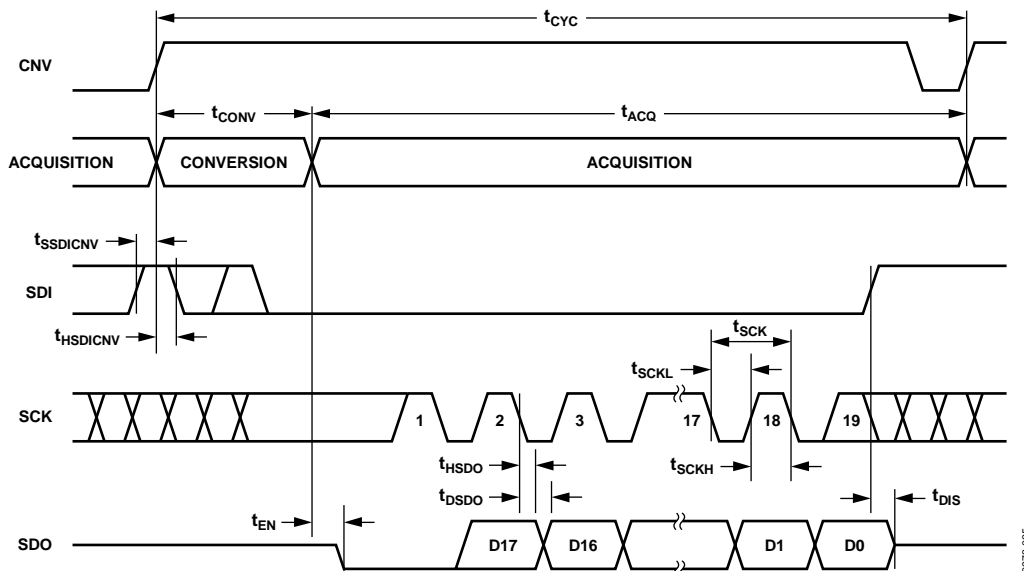 tCYC
CNV
tCONV
tACQ
ACQUISITION
CONVERSION
ACQUISITION
tSSDICNV
SDI
tHSDICNV
tSCK
tSCKL
SCK
1
2
3
17
18
19
tHSDO
tSCKH
tDSDO
tDIS
tEN
SDO
D17
D16
D1
D0